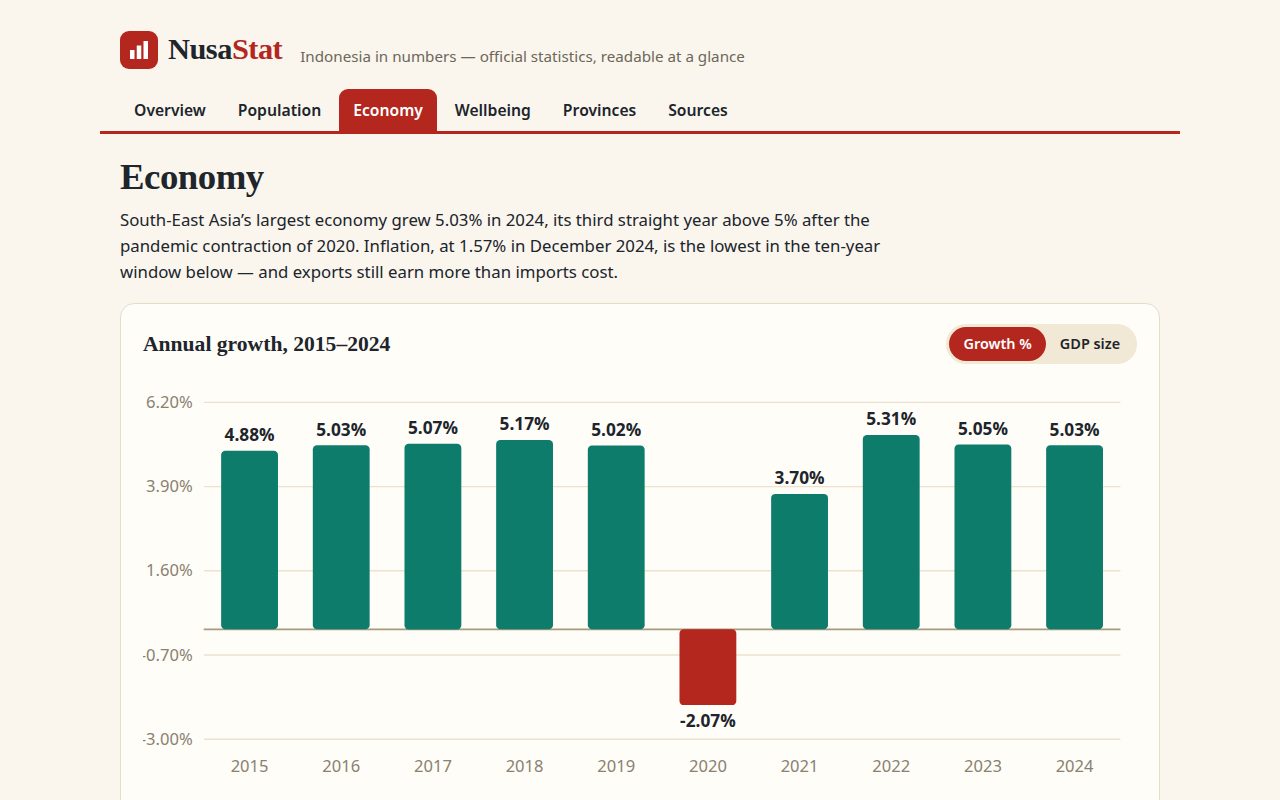 NusaStat Indonesia in numbers — official statistics, readable at a glance
Overview Population Economy Wellbeing Provinces Sources
Economy
South-East Asia’s largest economy grew 5.03% in 2024, its third straight year above 5% after the
pandemic contraction of 2020. Inflation, at 1.57% in December 2024, is the lowest in the ten-year
window below — and exports still earn more than imports cost.
Annual growth, 2015–2024 Growth % GDP size
6.20%
3.90%
1.60%
-0.70%
-3.00%
4.88% 5.03% 5.07% 5.17% 5.02% -2.07% 3.70% 5.31% 5.05% 5.03%
2015 2016 2017 2018 2019 2020 2021 2022 2023 2024